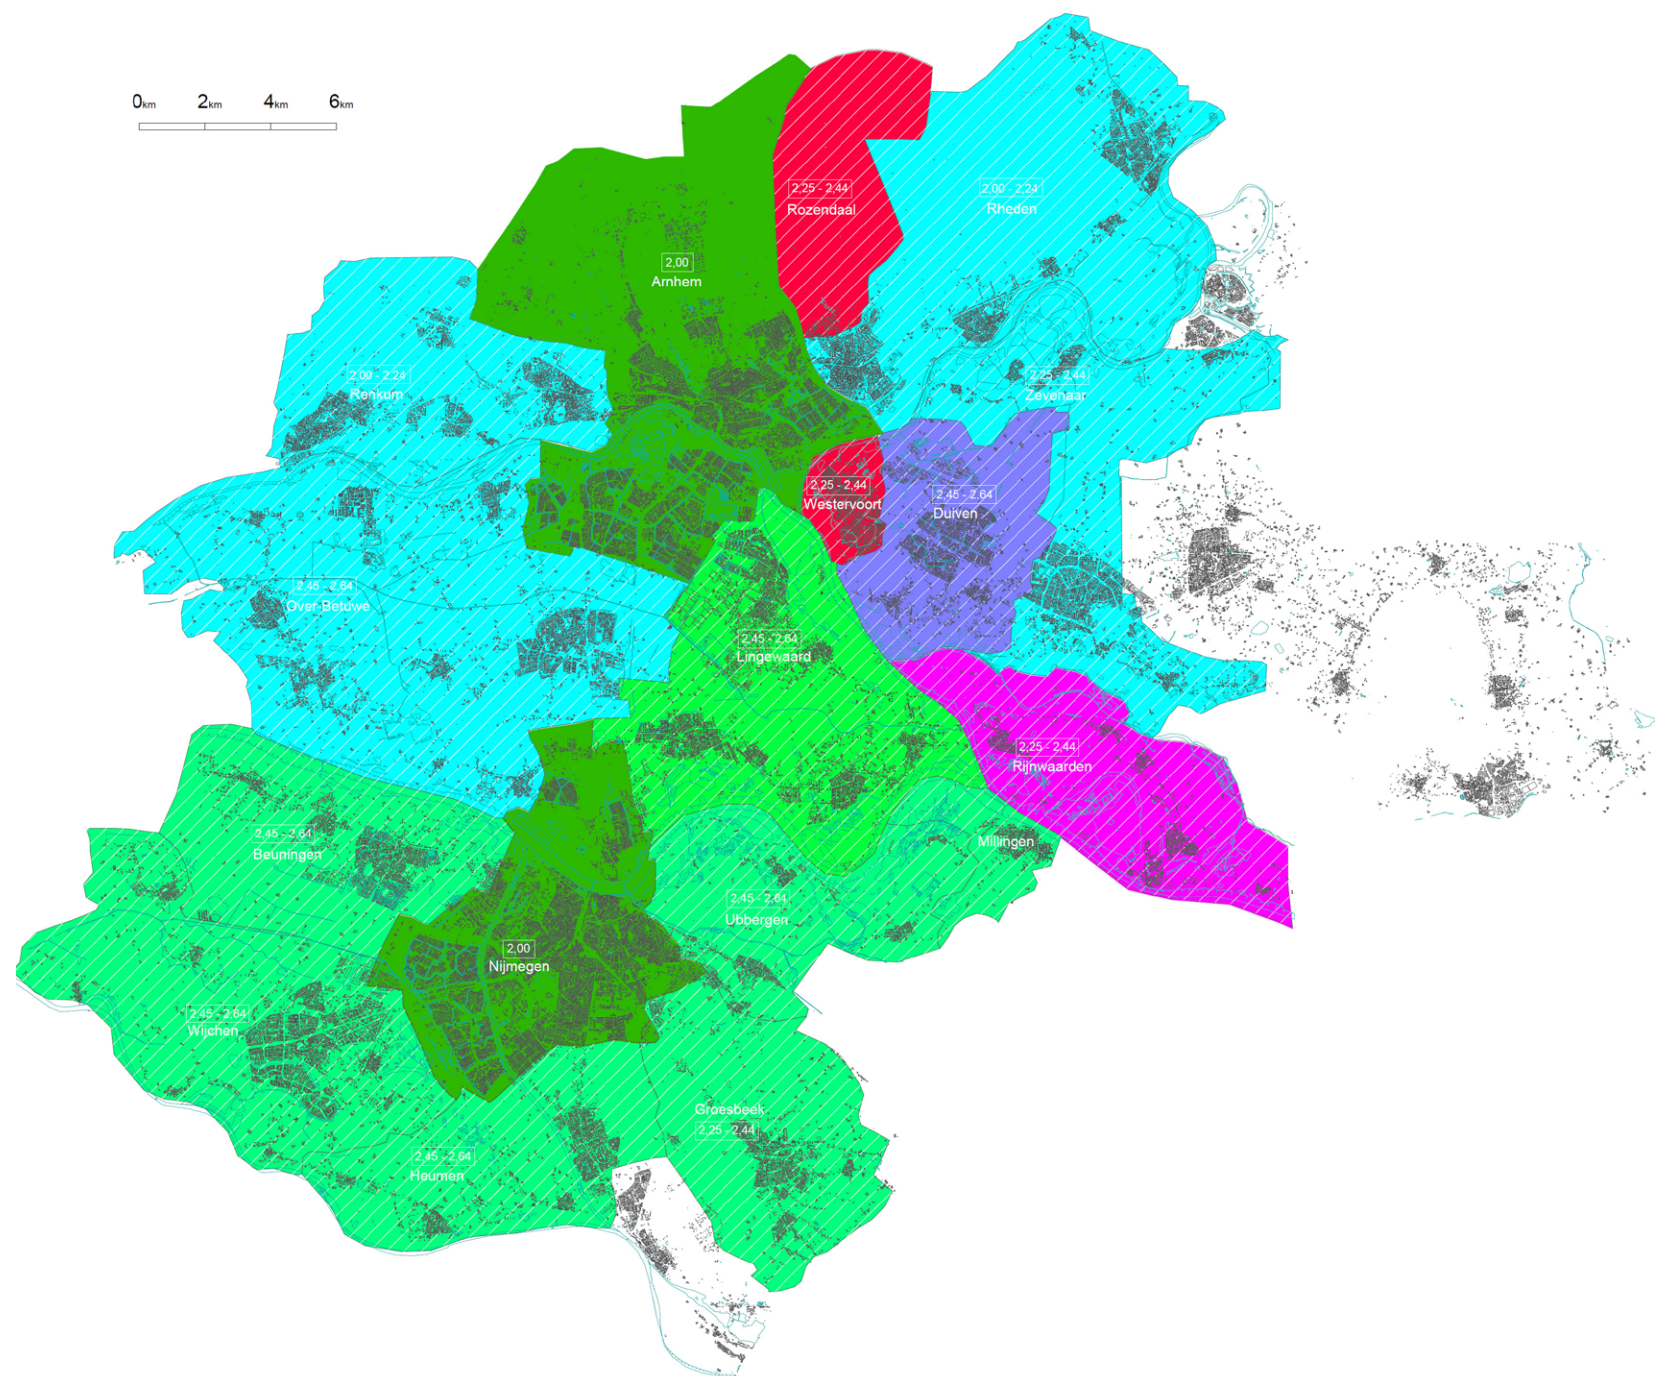 0km 2km 4km 6km
2,25 - 2,44
Rozendaal
2,00 - 2,24
Rheden
2,00
Arnhem
2,00 - 2,24
Renkum
2,25 - 2,44
Zevenaar
2,25 - 2,44
Westervoort
2,45 - 2,64
Duiven
2,45 - 2,64
Over-Betuwe
2,45 - 2,64
Lingewaard
2,25 - 2,44
Rijnwaarden
2,45 - 2,64
Beuningen
Millingen
2,45 - 2,64
Ubbergen
2,00
Nijmegen
2,45 - 2,64
Wijchen
Groesbeek
2,25 - 2,44
2,45 - 2,64
Heumen